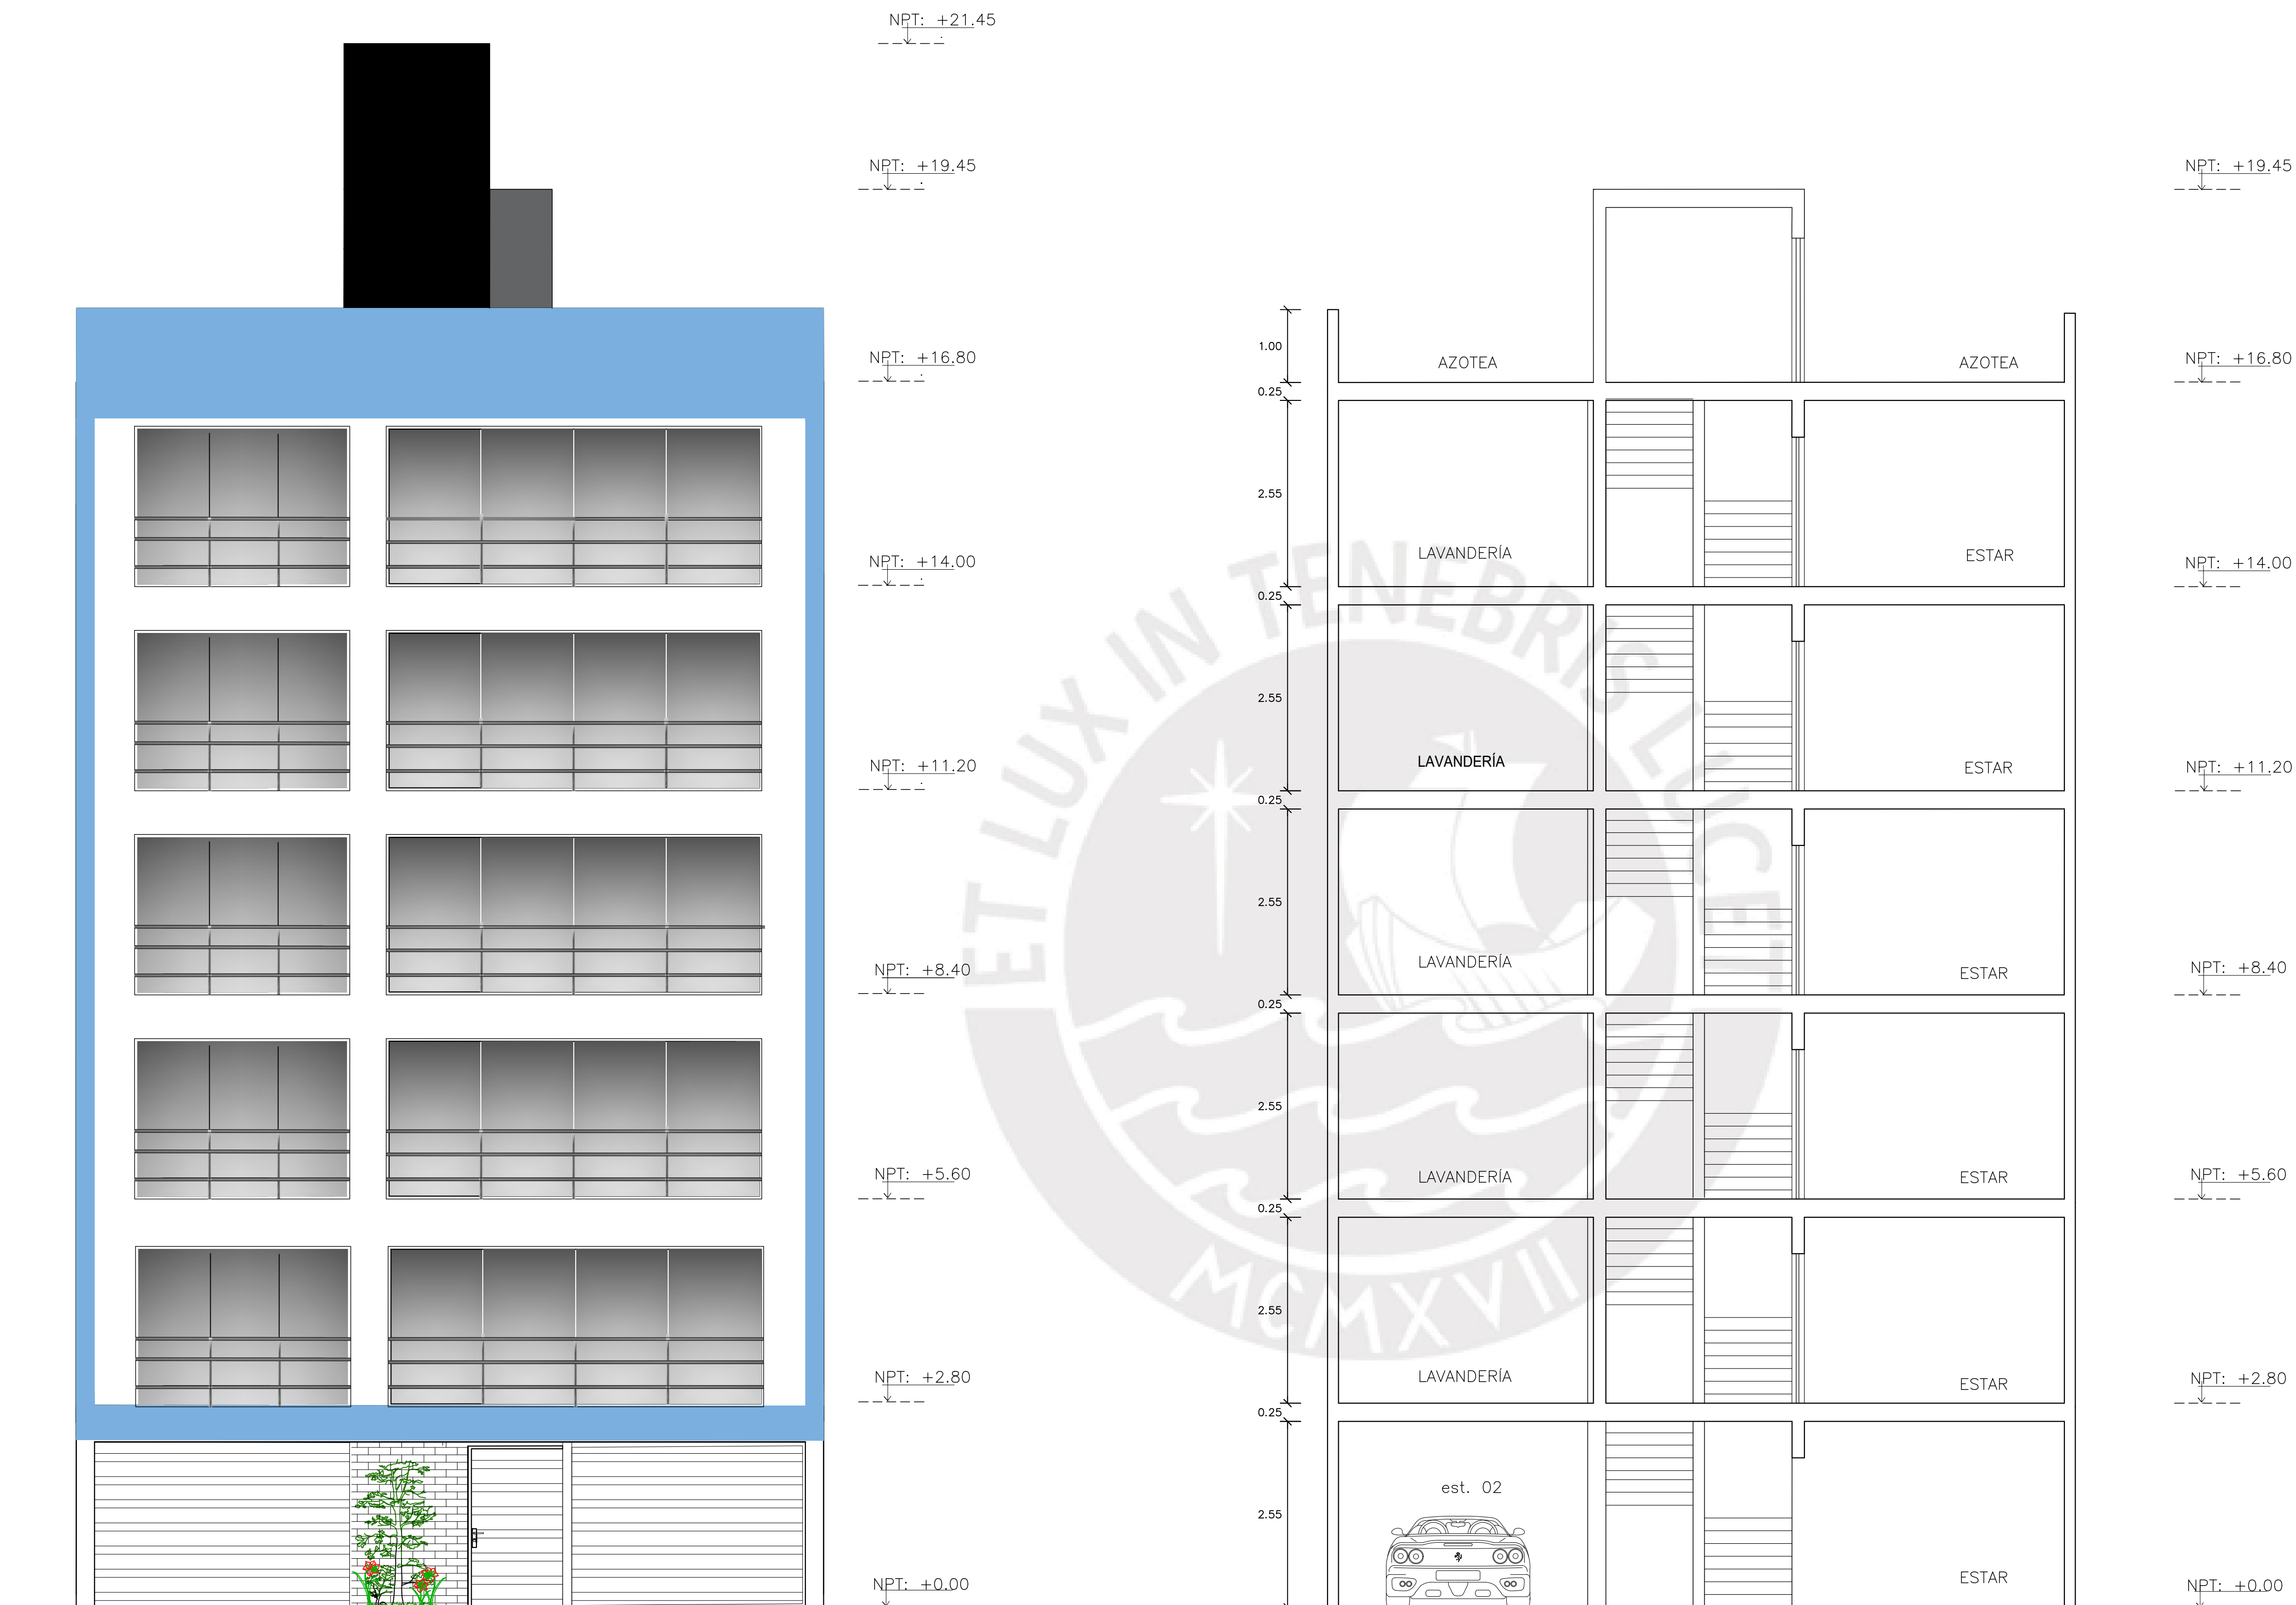 NPT: +21.45
NPT: +19.45
NPT: +19.45
1.00
AZOTEA
AZOTEA
NPT: +16.80
NPT: +16.80
0.25
2.55
LAVANDERÍA
ESTAR
NPT: +14.00
NPT: +14.00
0.25
2.55
LAVANDERÍA
ESTAR
NPT: +11.20
NPT: +11.20
0.25
2.55
LAVANDERÍA
ESTAR
NPT: +8.40
NPT: +8.40
0.25
2.55
LAVANDERÍA
ESTAR
NPT: +5.60
NPT: +5.60
0.25
2.55
LAVANDERÍA
ESTAR
NPT: +2.80
NPT: +2.80
0.25
est. 02
2.55
ESTAR
NPT: +0.00
NPT: +0.00
ET LUX IN TENEBRIS LUCET
MCMXVII